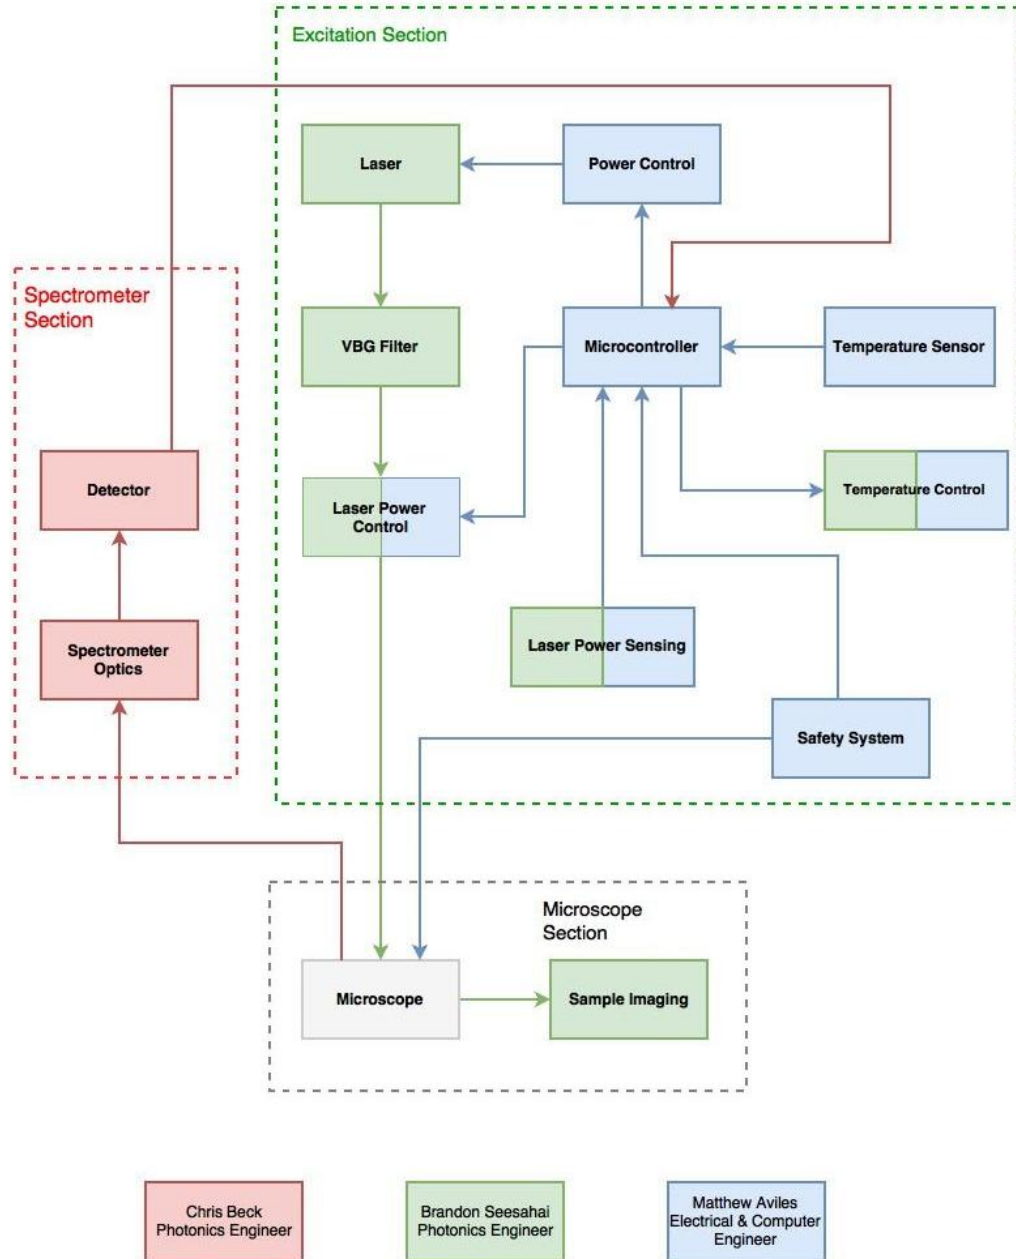 Excitation Section
Laser
Power Control
Spectrometer
Section
VBG Filter
Microcontroller
Temperature Sensor
Detector
Laser Power
Control
Temperature Control
Spectrometer
Optics
Laser Power Sensing
Safety System
Microscope
Section
Microscope
Sample Imaging
Chris Beck
Photonics Engineer
Brandon Seesahai
Photonics Engineer
Matthew Aviles
Electrical & Computer
Engineer